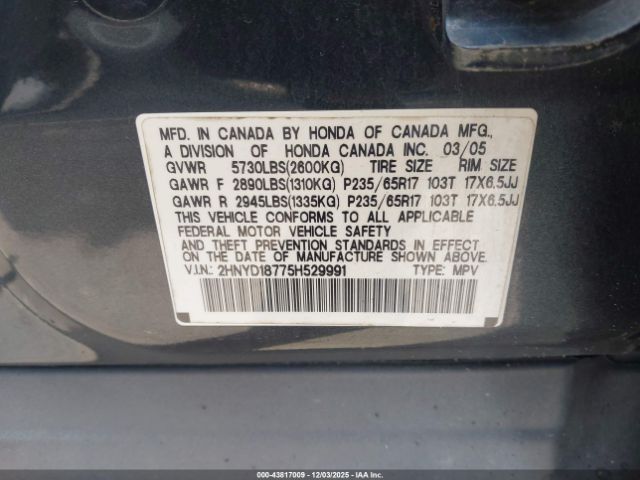 MFD. IN CANADA BY HONDA OF CANADA MFG.,
A DIVISION OF HONDA CANADA INC. 03/05
GVWR 5730LBS(2600KG) TIRE SIZE RIM SIZE
GAWR F 2890LBS(1310KG) P235/65R17 103T 17X6.5JJ
GAWR R 2945LBS(1335KG) P235/65R17 103T 17X6.5JJ
THIS VEHICLE CONFORMS TO ALL APPLICABLE
FEDERAL MOTOR VEHICLE SAFETY
AND THEFT PREVENTION STANDARDS IN EFFECT
ON THE DATE OF MANUFACTURE SHOWN ABOVE.
V.I.N.: 2HNYD18775H529991 TYPE: MPV
000-43817009 - 12/03/2025 - IAAI.com